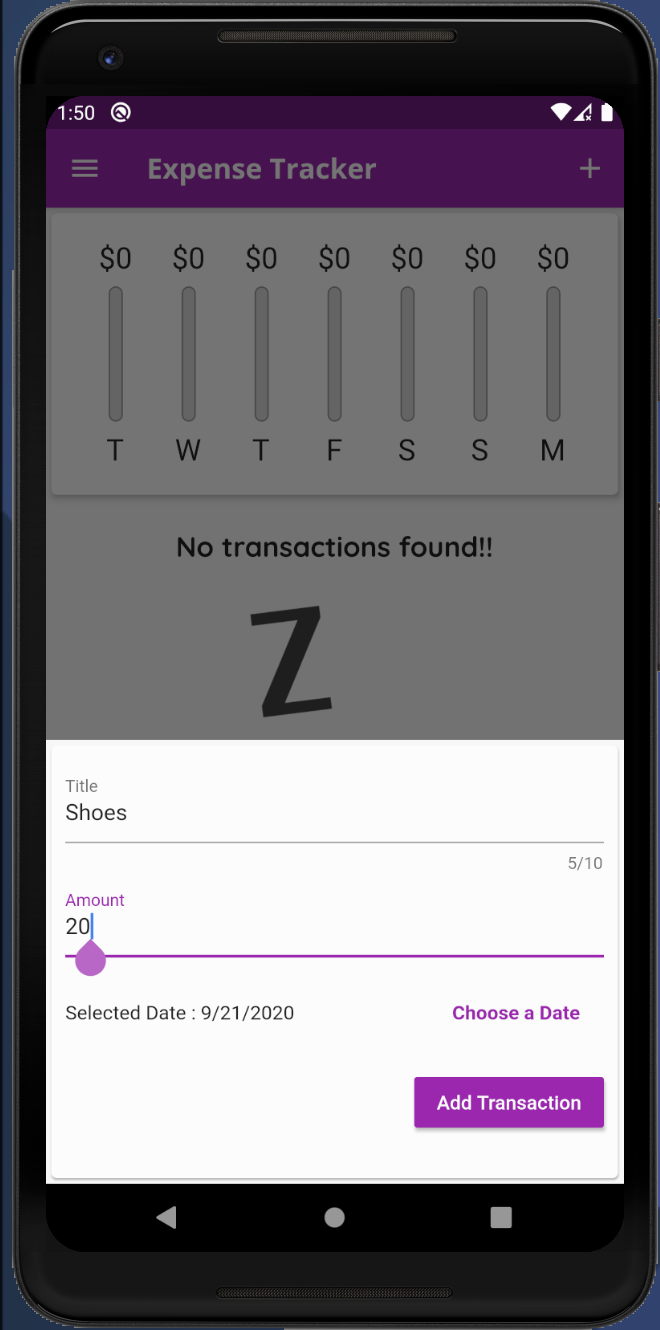 1:50
Expense Tracker
$0 $0 $0 $0 $0 $0 $0
T W T F S S M
No transactions found!!
Z
Title
Shoes
5/10
Amount
20
Selected Date : 9/21/2020 Choose a Date
Add Transaction